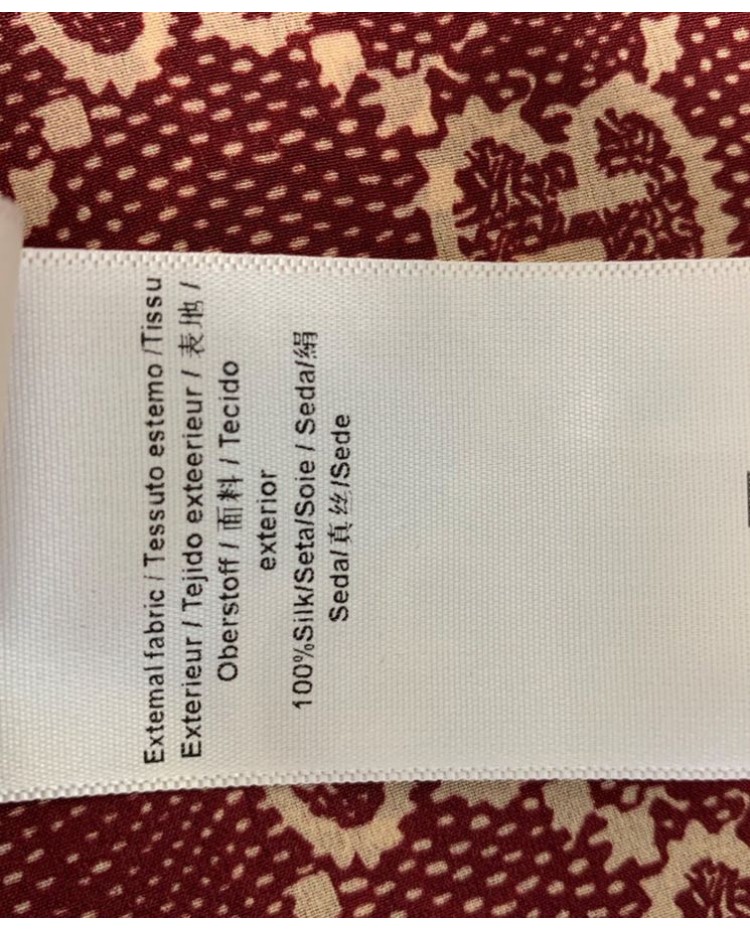 Extemal fabric / Tessuto estemo /Tissu
Exterieur / Tejido exteerieur / 表地 /
Oberstoff / 面料 / Tecido
exterior
100%Silk/Seta/Soie / Seda/絹
Seda/真丝/Sede